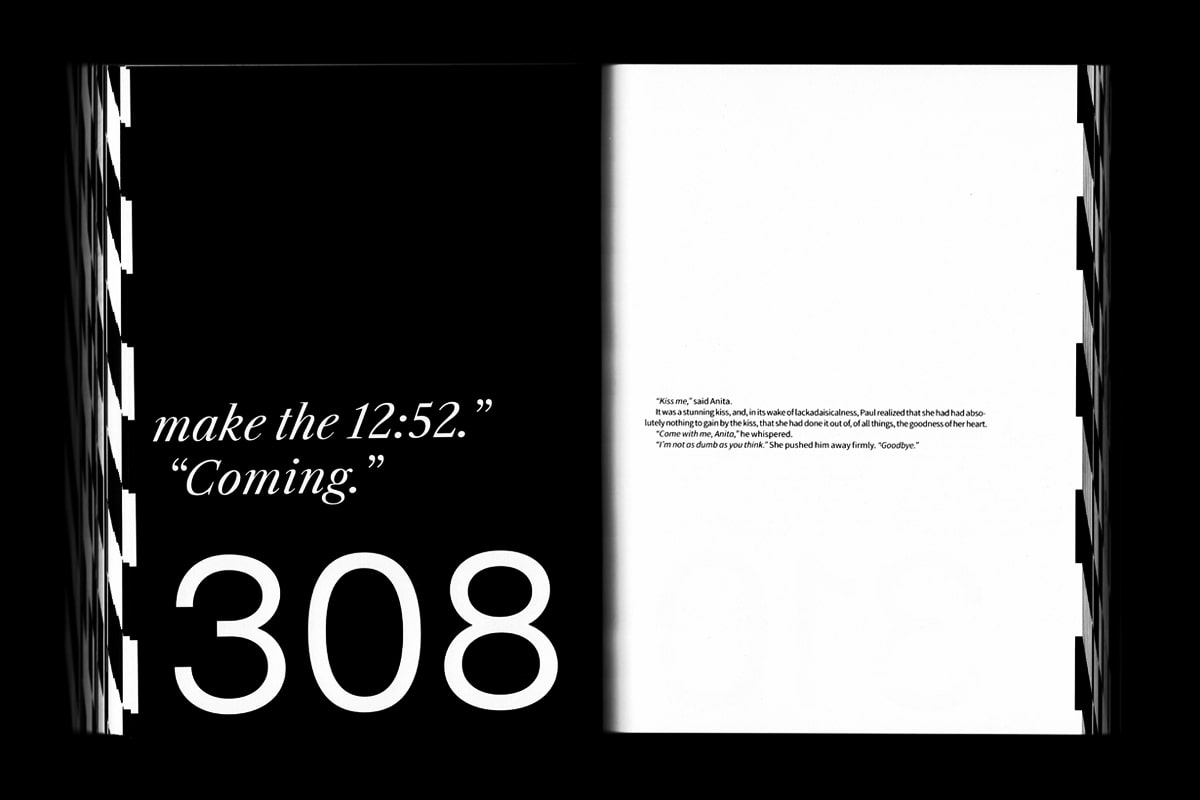 make the 12:52.”
“Coming.”
308
“Kiss me,” said Anita.
It was a stunning kiss, and, in its wake of lackadaisicalness, Paul realized that she had had abso-
lutely nothing to gain by the kiss, that she had done it out of, of all things, the goodness of her heart.
“Come with me, Anita,” he whispered.
“I’m not as dumb as you think.” She pushed him away firmly. “Goodbye.”